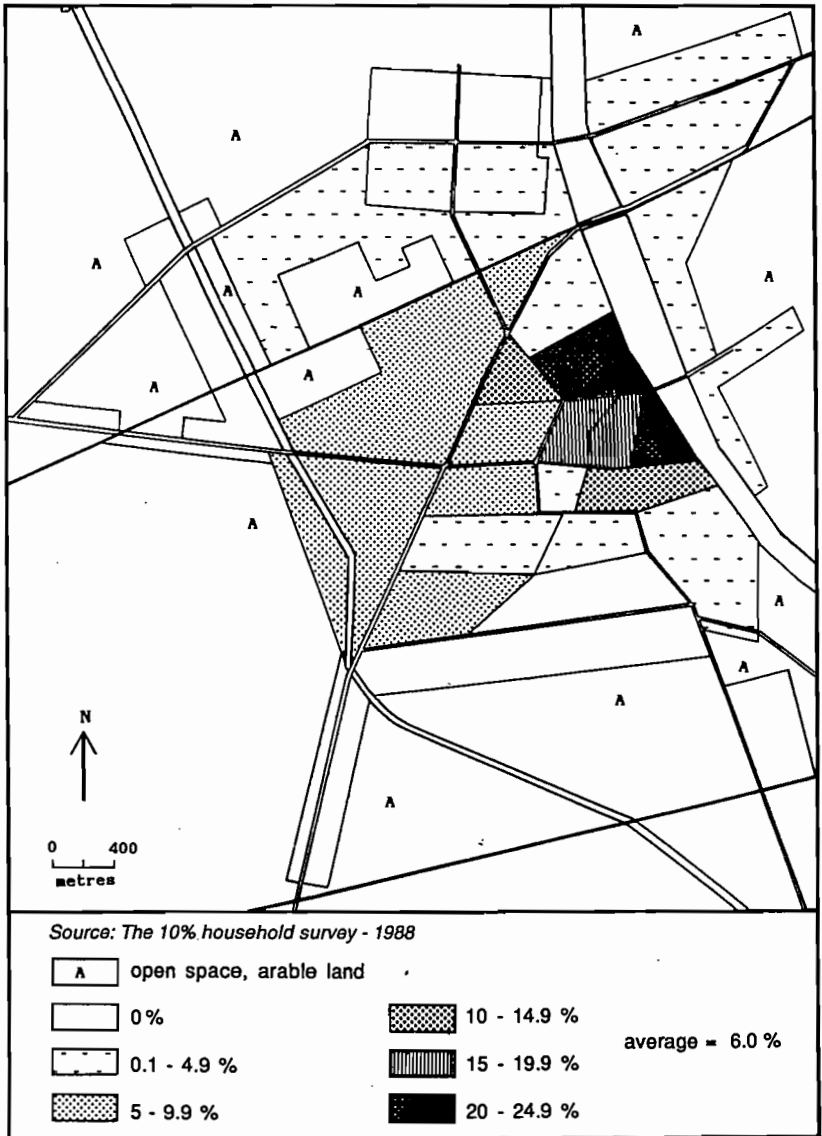 A
A
A
A
A
A
A
A
A
A
A
A
N
A
0 400
metres
Source: The 10% household survey - 1988
A open space, arable land
0%
0.1 - 4.9 %
5 - 9.9 %
10 - 14.9 %
15 - 19.9 %
20 - 24.9 %
average = 6.0 %